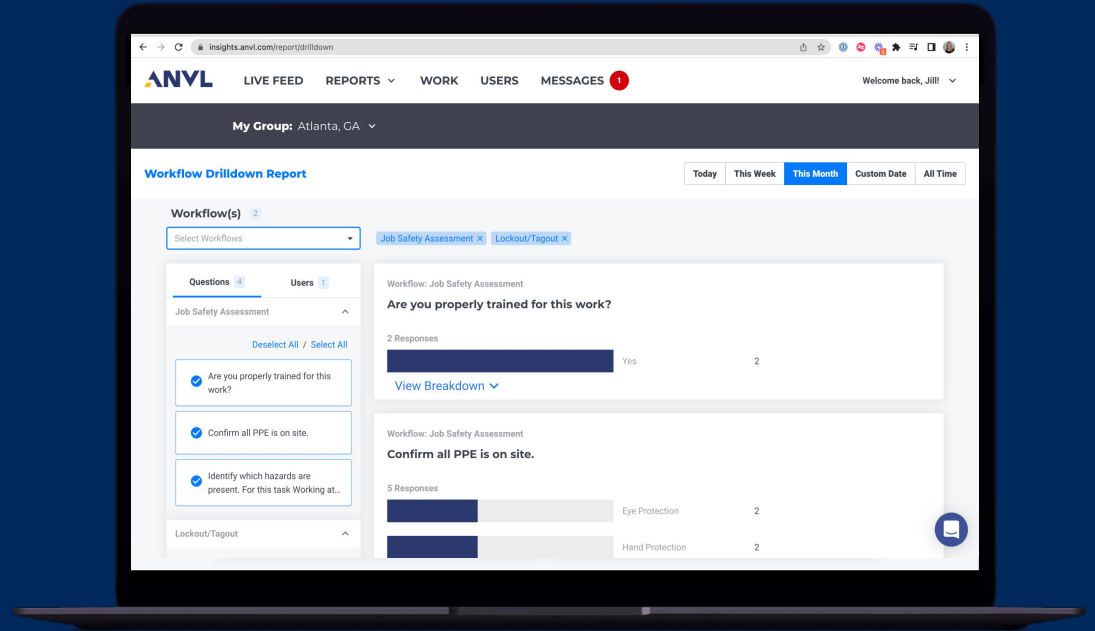 insights.anvl.com/report/drilldown
ANVL LIVE FEED REPORTS WORK USERS MESSAGES 1 Welcome back, Jill!
My Group: Atlanta, GA
Workflow Drilldown Report Today This Week This Month Custom Date All Time
Workflow(s) 2
Select Workflows Job Safety Assessment × Lockout/Tagout ×
Questions 4 Users 1
Job Safety Assessment
Deselect All / Select All
Are you properly trained for this
work?
Confirm all PPE is on site.
Identify which hazards are
present. For this task Working at...
Lockout/Tagout
Workflow: Job Safety Assessment
Are you properly trained for this work?
2 Responses
Yes 2
View Breakdown
Workflow: Job Safety Assessment
Confirm all PPE is on site.
5 Responses
Eye Protection 2
Hand Protection 2